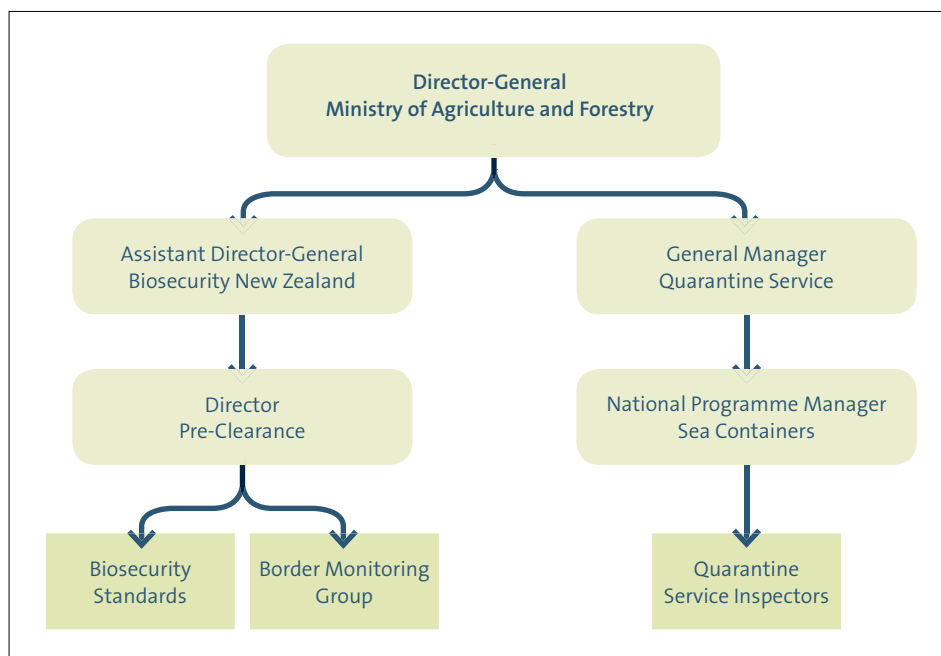 Director-General
Ministry of Agriculture and Forestry
Assistant Director-General
Biosecurity New Zealand
General Manager
Quarantine Service
Director
Pre-Clearance
National Programme Manager
Sea Containers
Biosecurity
Standards
Border Monitoring
Group
Quarantine
Service Inspectors